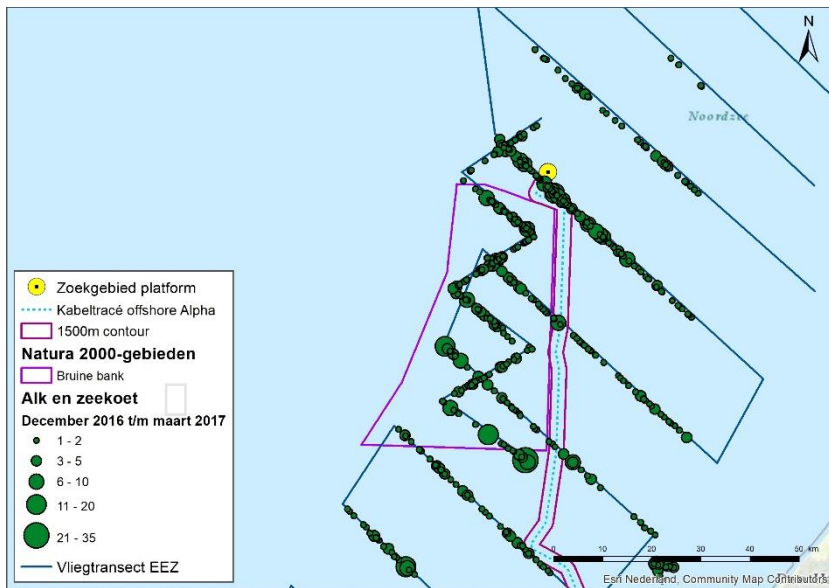 N
Noordzee
Zoekgebied platform
Kabeltracé offshore Alpha
1500m contour
Natura 2000-gebieden
Bruine bank
Alk en zeekoet
December 2016 t/m maart 2017
1 - 2
3 - 5
6 - 10
11 - 20
21 - 35
Vliegtransect EEZ
0 10 20 30 40 50 km
Esri Nederland, Community Map Contributors